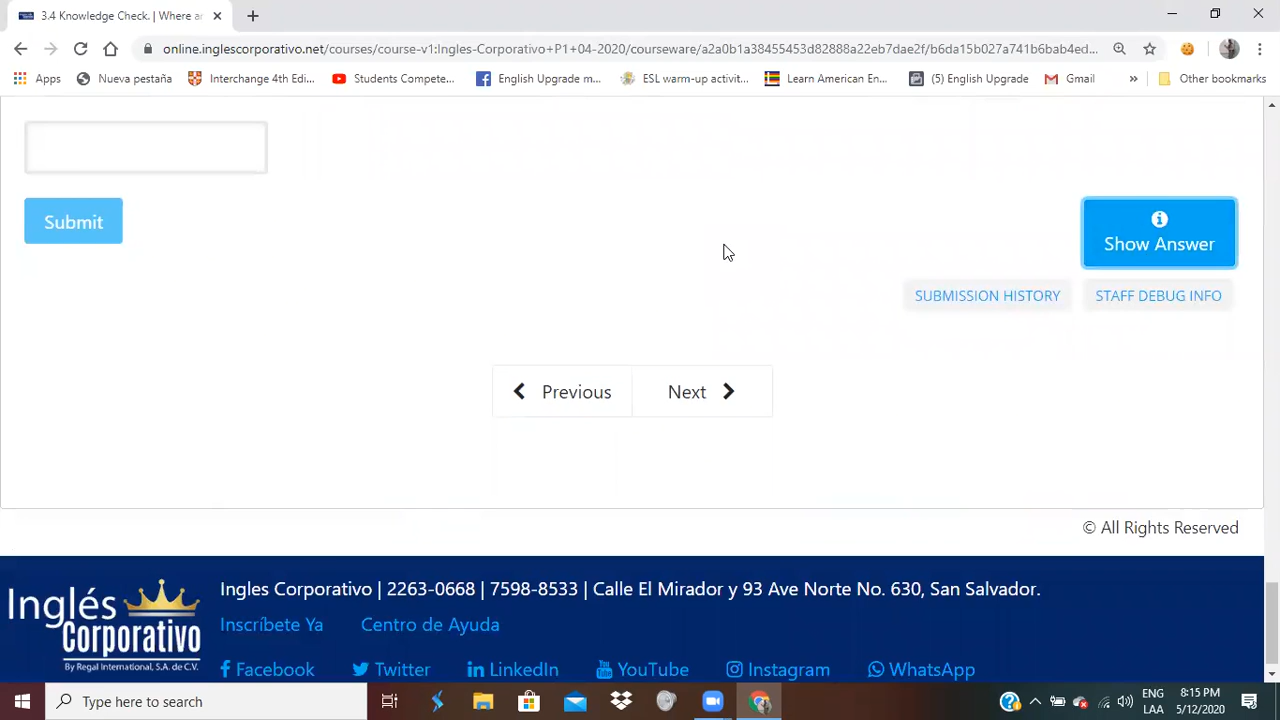 3.4 Knowledge Check. | Where ar
online.inglescorporativo.net/courses/course-v1:Ingles-Corporativo+P1+04-2020/courseware/a2a0b1a38455453d82888a22eb7dae2f/b6da15b027a741b6bab4ed...
Apps Nueva pestaña Interchange 4th Edi... Students Compete... English Upgrade m... ESL warm-up activit... Learn American En... (5) English Upgrade Gmail » Other bookmarks
Submit
Show Answer
SUBMISSION HISTORY STAFF DEBUG INFO
Previous Next
© All Rights Reserved
Inglés Corporativo
By Regal International, S.A. de C.V.
Ingles Corporativo | 2263-0668 | 7598-8533 | Calle El Mirador y 93 Ave Norte No. 630, San Salvador.
Inscríbete Ya Centro de Ayuda
Facebook Twitter LinkedIn YouTube Instagram WhatsApp
Type here to search
ENG 8:15 PM
LAA 5/12/2020